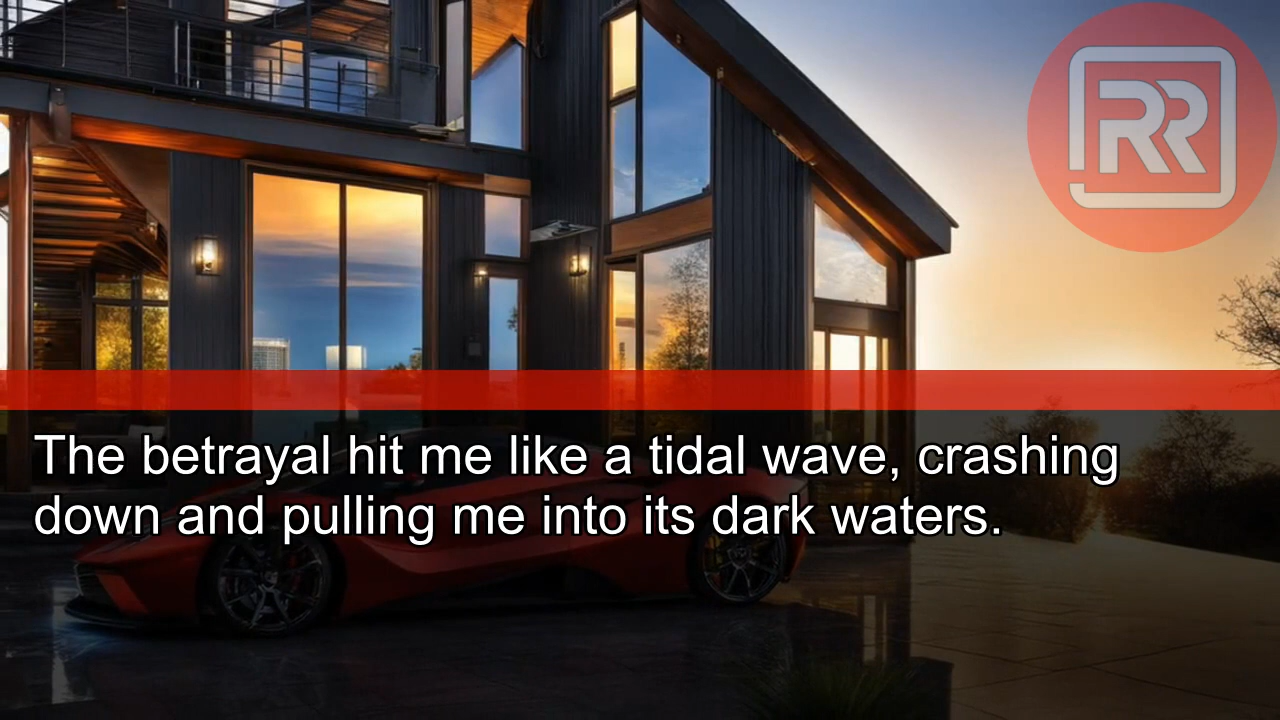 RR
The betrayal hit me like a tidal wave, crashing
down and pulling me into its dark waters.